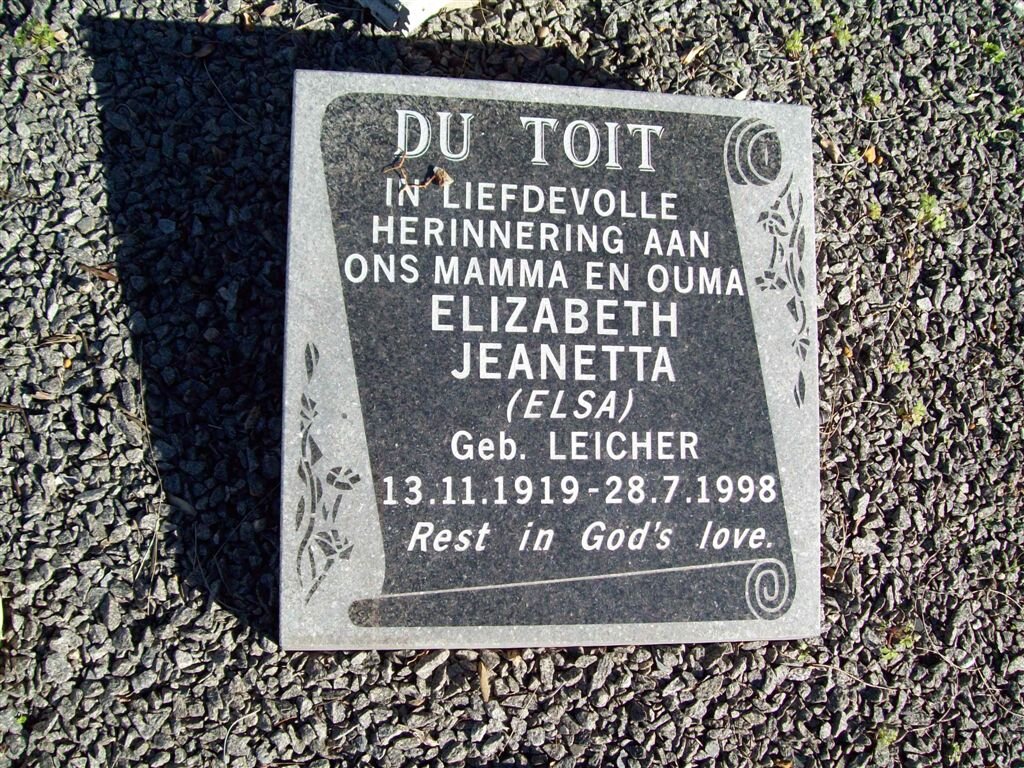 DU TOIT
IN LIEFDEVOLLE
HERINNERING AAN
ONS MAMMA EN OUMA
ELIZABETH
JEANETTA
(ELSA)
Geb. LEICHER
13.11.1919-28.7.1998
Rest in God's love.